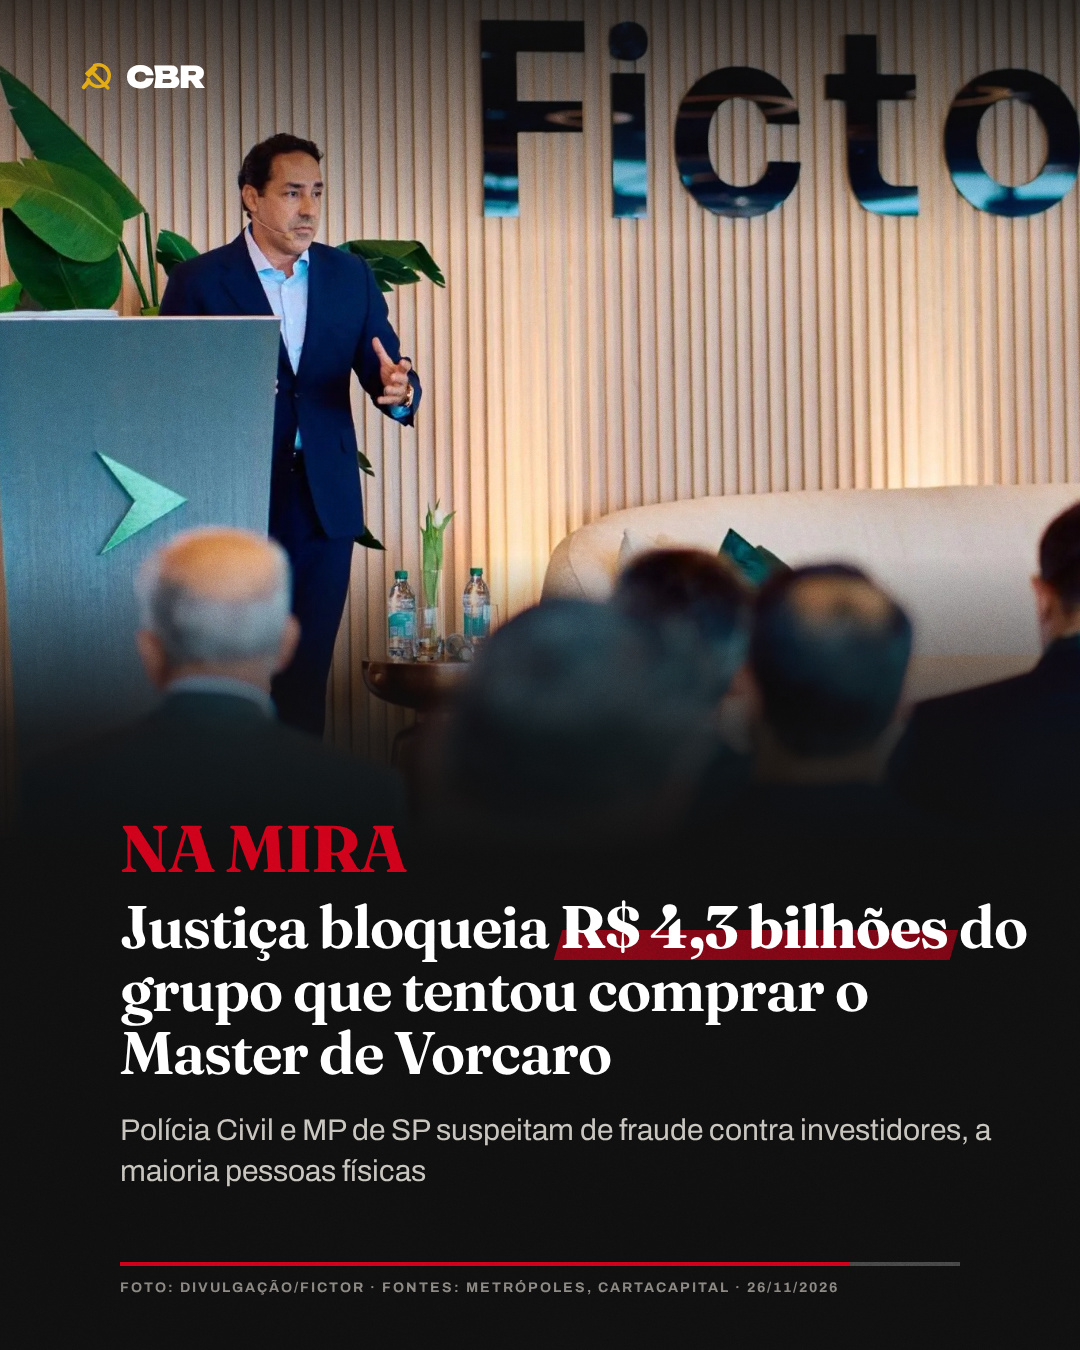 Ficto
CBR
NA MIRA
Justiça bloqueia R$ 4,3 bilhões do
grupo que tentou comprar o
Master de Vorcaro
Polícia Civil e MP de SP suspeitam de fraude contra investidores, a
maioria pessoas físicas
FOTO: DIVULGAÇÃO/FICTOR · FONTES: METRÓPOLES, CARTACAPITAL · 26/11/2026